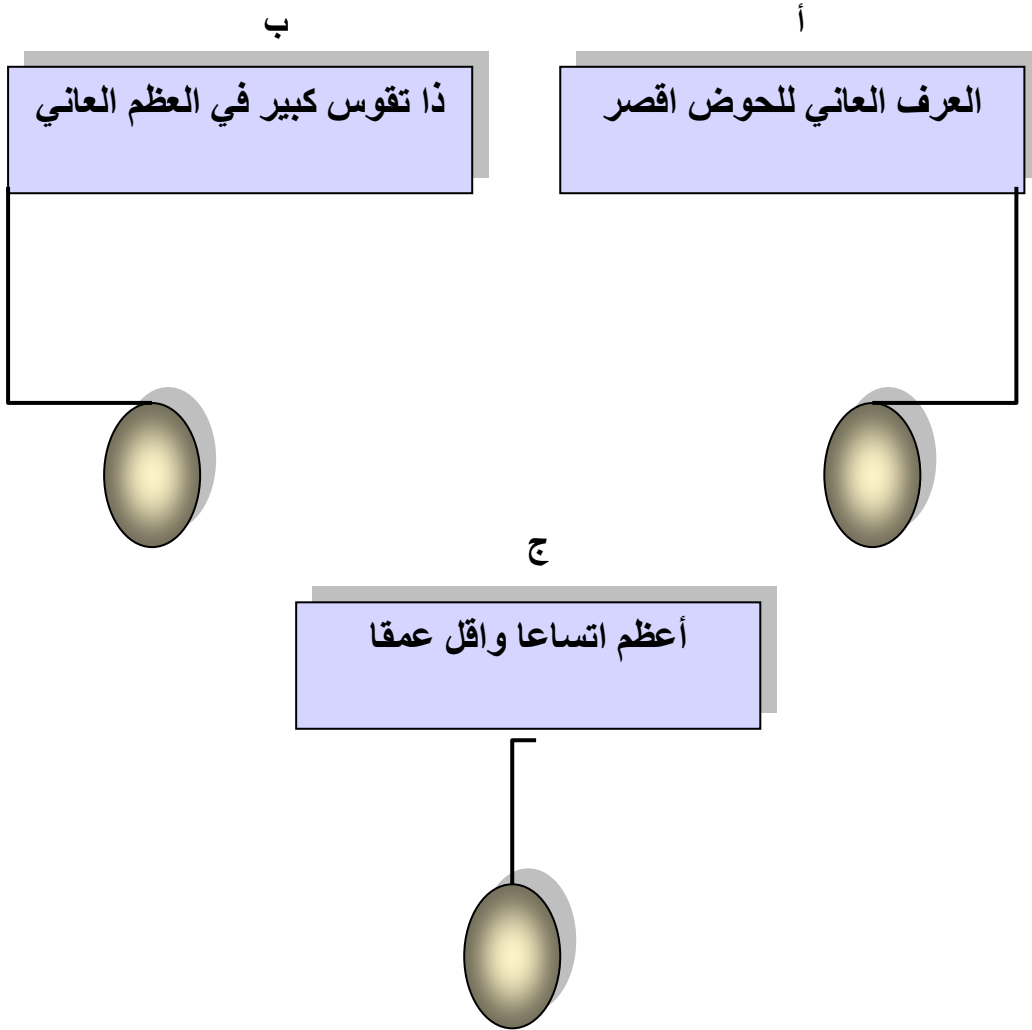 أ
العرف العاني للحوض اقصر
ب
ذا تقوس كبير في العظم العاني
ج
أعظم اتساعا واقل عمقا